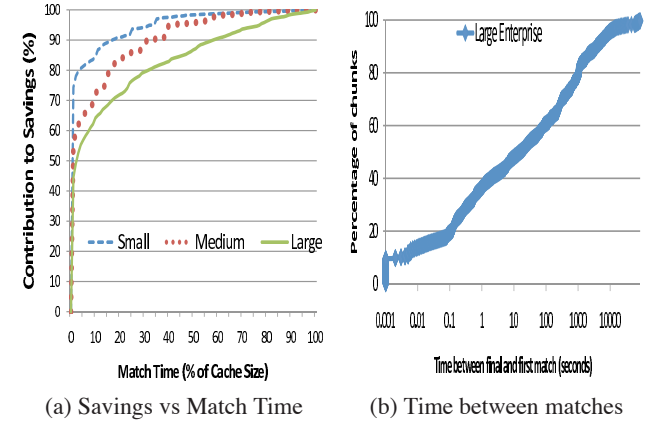 Contribution to Savings (%)
100
90
80
70
60
50
40
30
20
10
0
Small
Medium
Large
0 10 20 30 40 50 60 70 80 90 100
Match Time (% of Cache Size)
(a) Savings vs Match Time
Percentage of chunks
100
80
60
40
20
0
Large Enterprise
0.001 0.01 0.1 1 10 100 1000 10000
Time between final and first match (seconds)
(b) Time between matches